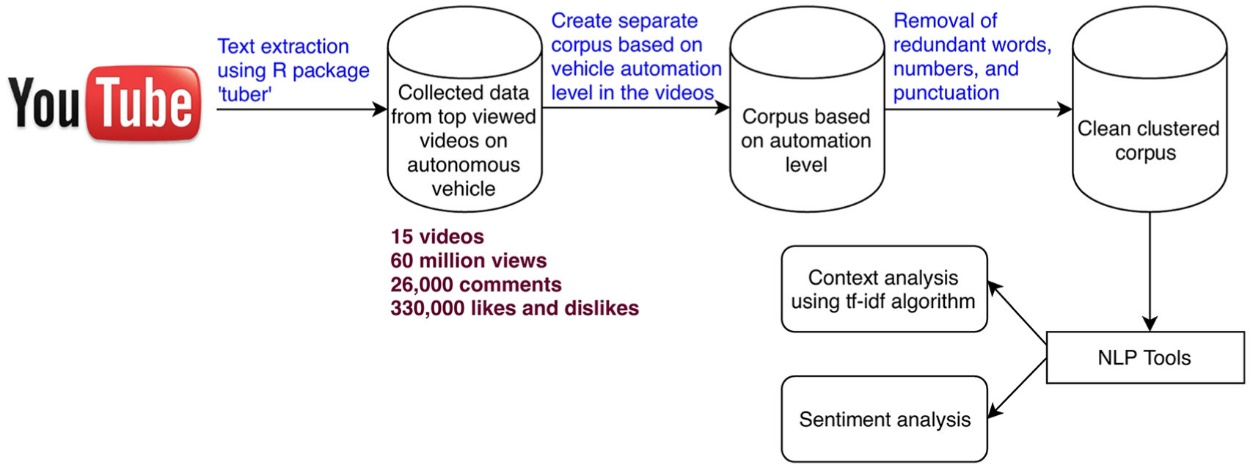 YouTube
Text extraction
using R package
'tuber'
Collected data
from top viewed
videos on
autonomous
vehicle
15 videos
60 million views
26,000 comments
330,000 likes and dislikes
Create separate
corpus based on
vehicle automation
level in the videos
Corpus based
on automation
level
Removal of
redundant words,
numbers, and
punctuation
Clean clustered
corpus
NLP Tools
Context analysis
using tf-idf algorithm
Sentiment analysis